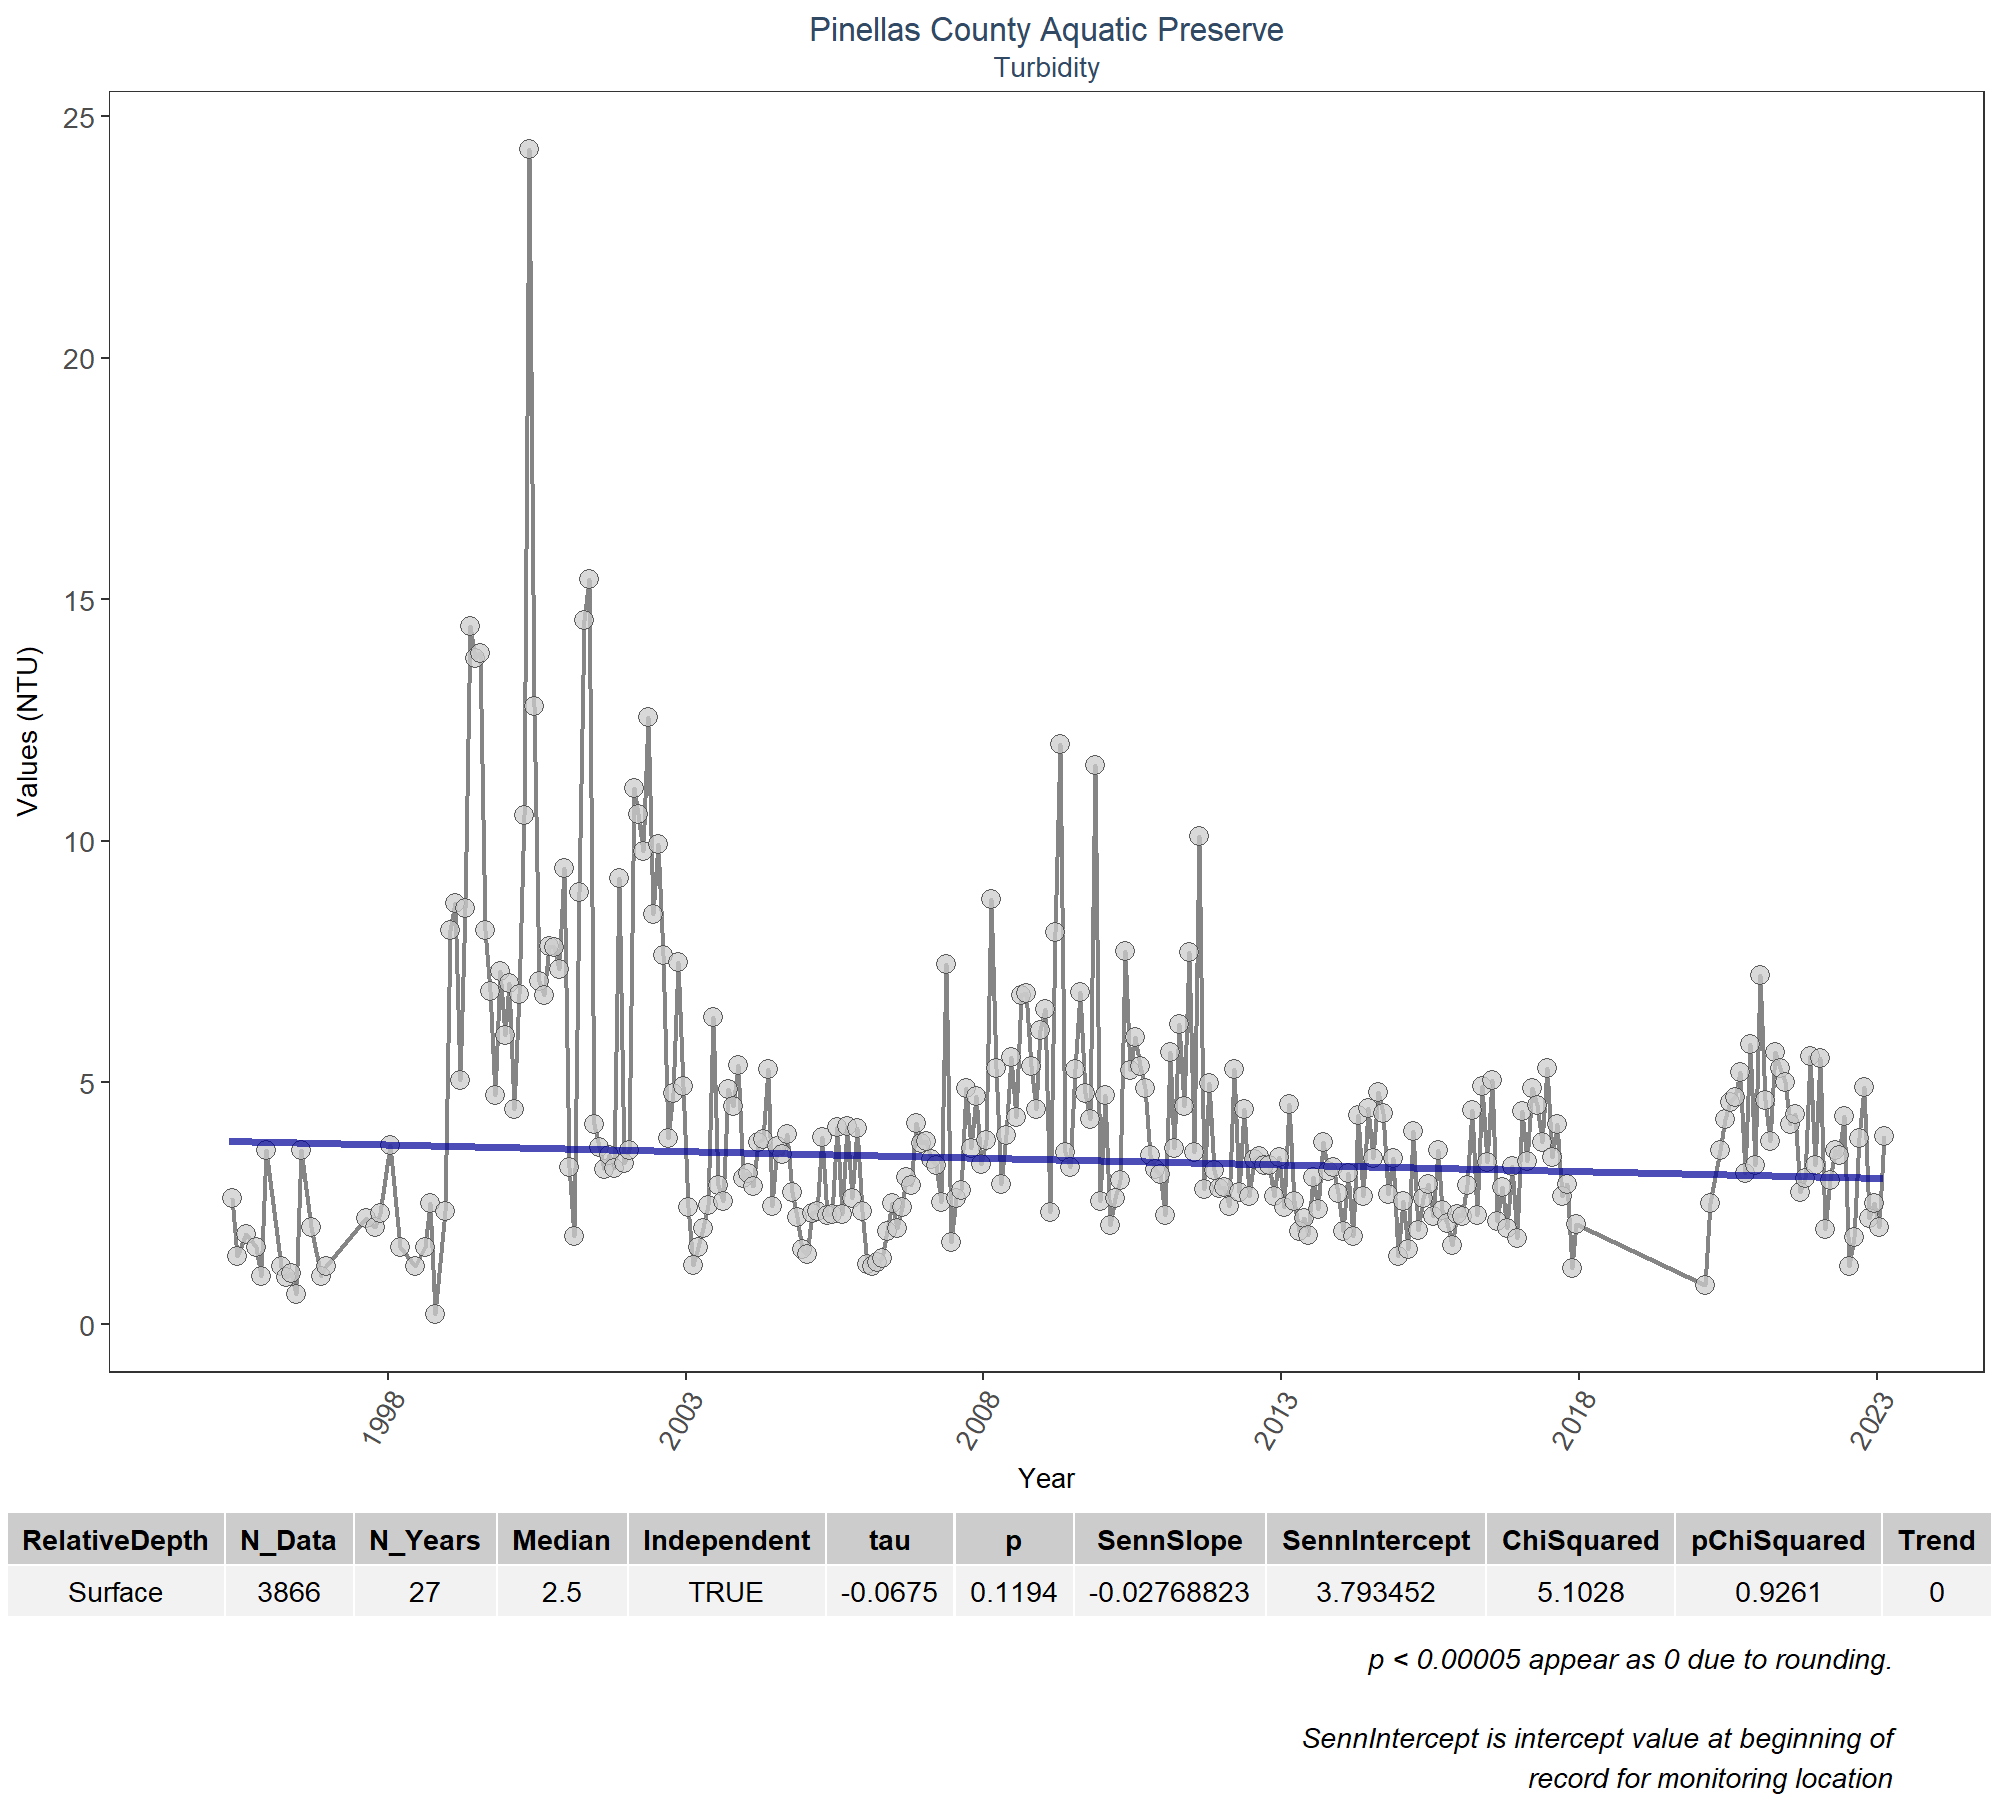 Pinellas County Aquatic Preserve
Turbidity
25
20
15
10
5
0
Values (NTU)
1998
2003
2008
2013
2018
2023
Year
RelativeDepth N_Data N_Years Median Independent tau p SennSlope SennIntercept ChiSquared pChiSquared Trend
Surface 3866 27 2.5 TRUE -0.0675 0.1194 -0.02768823 3.793452 5.1028 0.9261 0
p < 0.00005 appear as 0 due to rounding.
SennIntercept is intercept value at beginning of
record for monitoring location